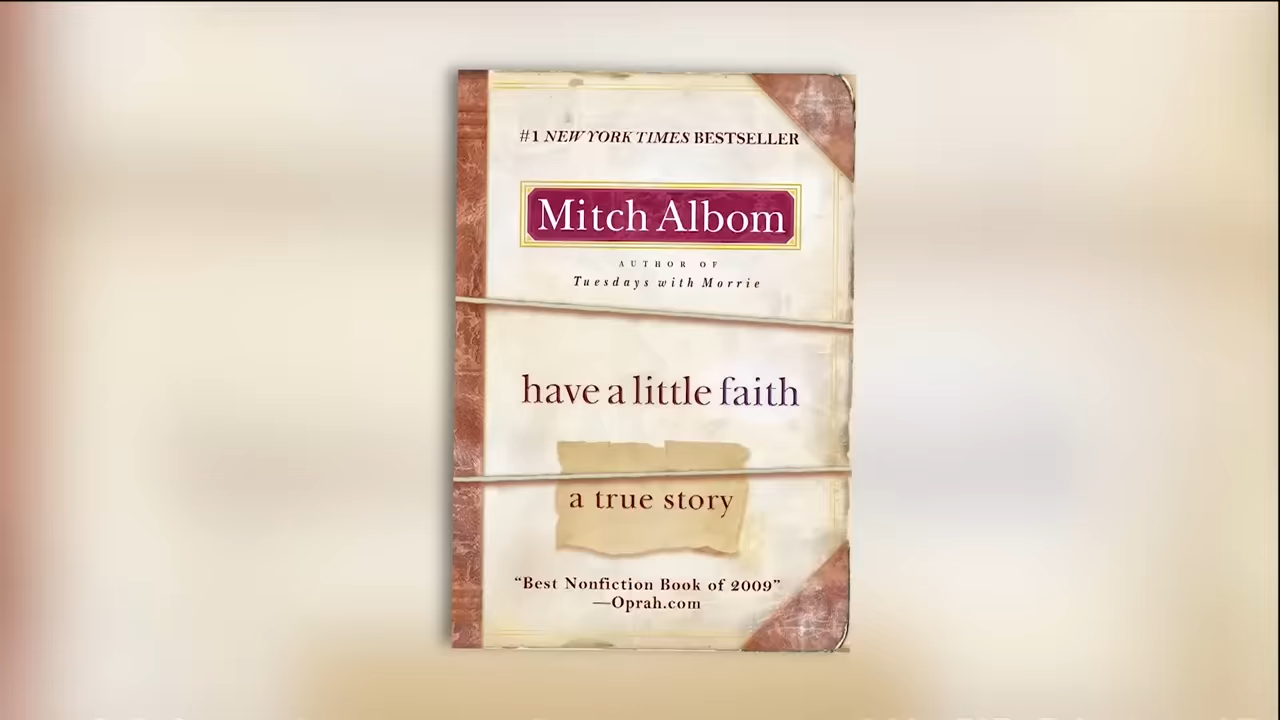 #1 NEW YORK TIMES BESTSELLER
Mitch Albom
AUTHOR OF
Tuesdays with Morrie
have a little faith
a true story
“Best Nonfiction Book of 2009”
—Oprah.com